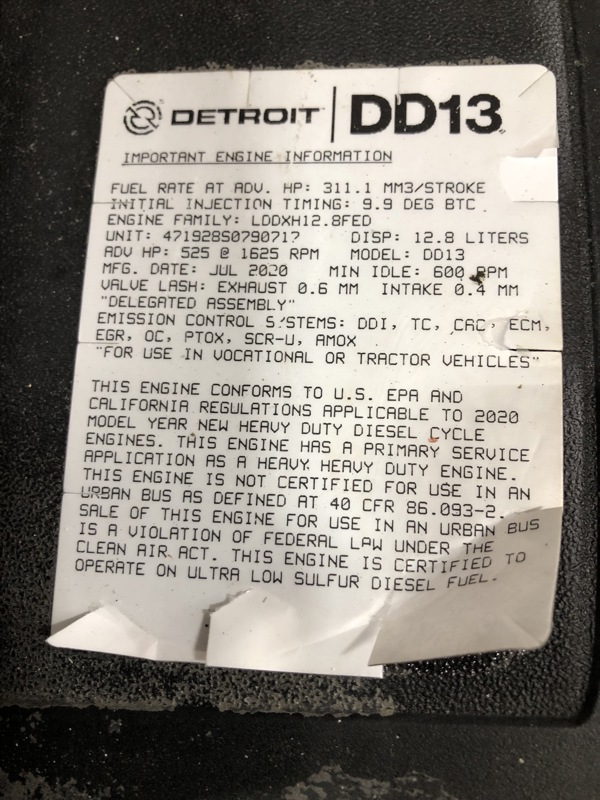 DETROIT DD13
IMPORTANT ENGINE INFORMATION
FUEL RATE AT ADV. HP: 311.1 MM3/STROKE
INITIAL INJECTION TIMING: 9.9 DEG BTC
ENGINE FAMILY: LDDXH12.8FED
UNIT: 471928S0790717 DISP: 12.8 LITERS
ADV HP: 525 @ 1625 RPM MODEL: DD13
MFG. DATE: JUL 2020 MIN IDLE: 600 RPM
VALVE LASH: EXHAUST 0.6 MM INTAKE 0.4 MM
"DELEGATED ASSEMBLY"
EMISSION CONTROL SYSTEMS: DDI, TC, CAC, ECM,
EGR, OC, PTOX, SCR-U, AMOX
"FOR USE IN VOCATIONAL OR TRACTOR VEHICLES"
THIS ENGINE CONFORMS TO U.S. EPA AND
CALIFORNIA REGULATIONS APPLICABLE TO 2020
MODEL YEAR NEW HEAVY DUTY DIESEL CYCLE
ENGINES. THIS ENGINE HAS A PRIMARY SERVICE
APPLICATION AS A HEAVY HEAVY DUTY ENGINE.
THIS ENGINE IS NOT CERTIFIED FOR USE IN AN
URBAN BUS AS DEFINED AT 40 CFR 86.093-2.
SALE OF THIS ENGINE FOR USE IN AN URBAN BUS
IS A VIOLATION OF FEDERAL LAW UNDER THE
CLEAN AIR ACT. THIS ENGINE IS CERTIFIED TO
OPERATE ON ULTRA LOW SULFUR DIESEL FUEL.